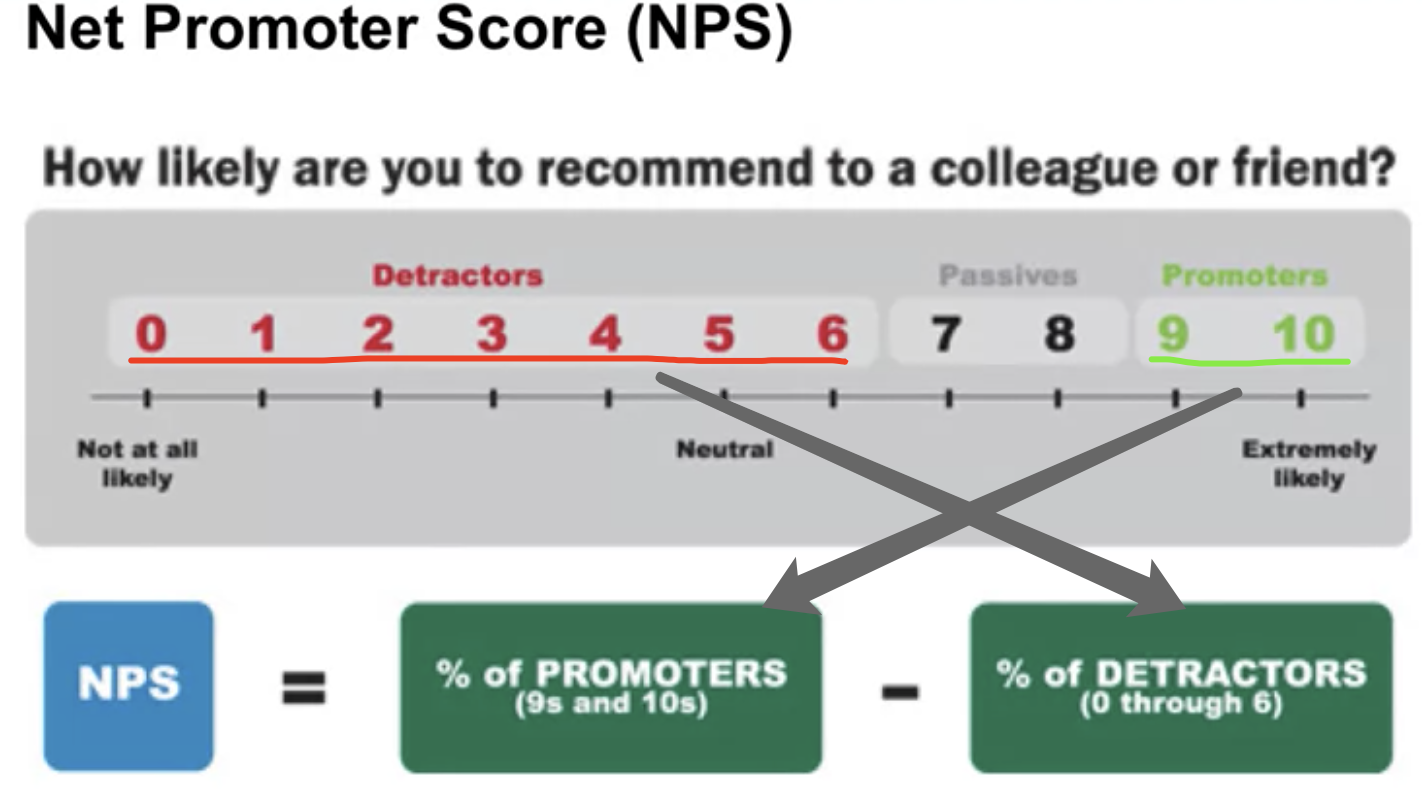 Net Promoter Score (NPS)
How likely are you to recommend to a colleague or friend?
Detractors Passives Promoters
0 1 2 3 4 5 6 7 8 9 10
Not at all likely Neutral Extremely likely
NPS = % of PROMOTERS (9s and 10s) - % of DETRACTORS (0 through 6)